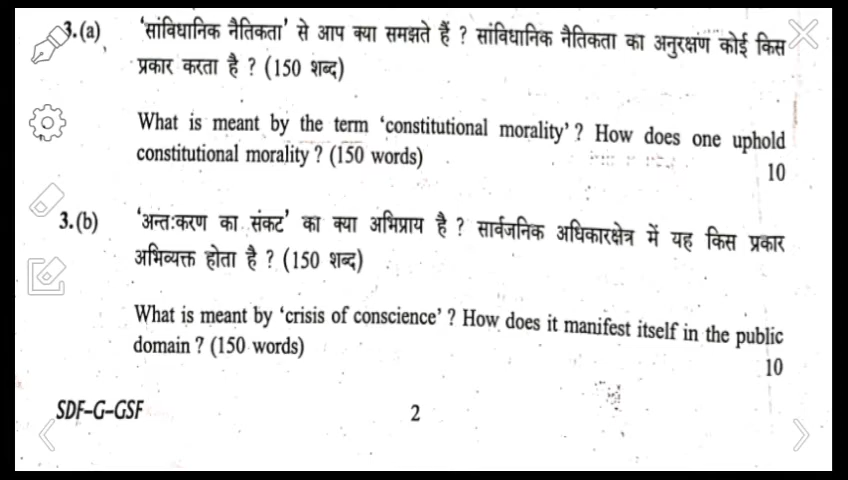 3.(a) 'सांविधानिक नैतिकता' से आप क्या समझते हैं ? सांविधानिक नैतिकता का अनुरक्षण कोई किस
प्रकार करता है ? (150 शब्द)
What is meant by the term 'constitutional morality' ? How does one uphold
constitutional morality ? (150 words)
10
3.(b) 'अन्तःकरण का संकट' का क्या अभिप्राय है ? सार्वजनिक अधिकारक्षेत्र में यह किस प्रकार
अभिव्यक्त होता है ? (150 शब्द)
What is meant by 'crisis of conscience' ? How does it manifest itself in the public
domain ? (150 words)
10
SDF-G-GSF 2